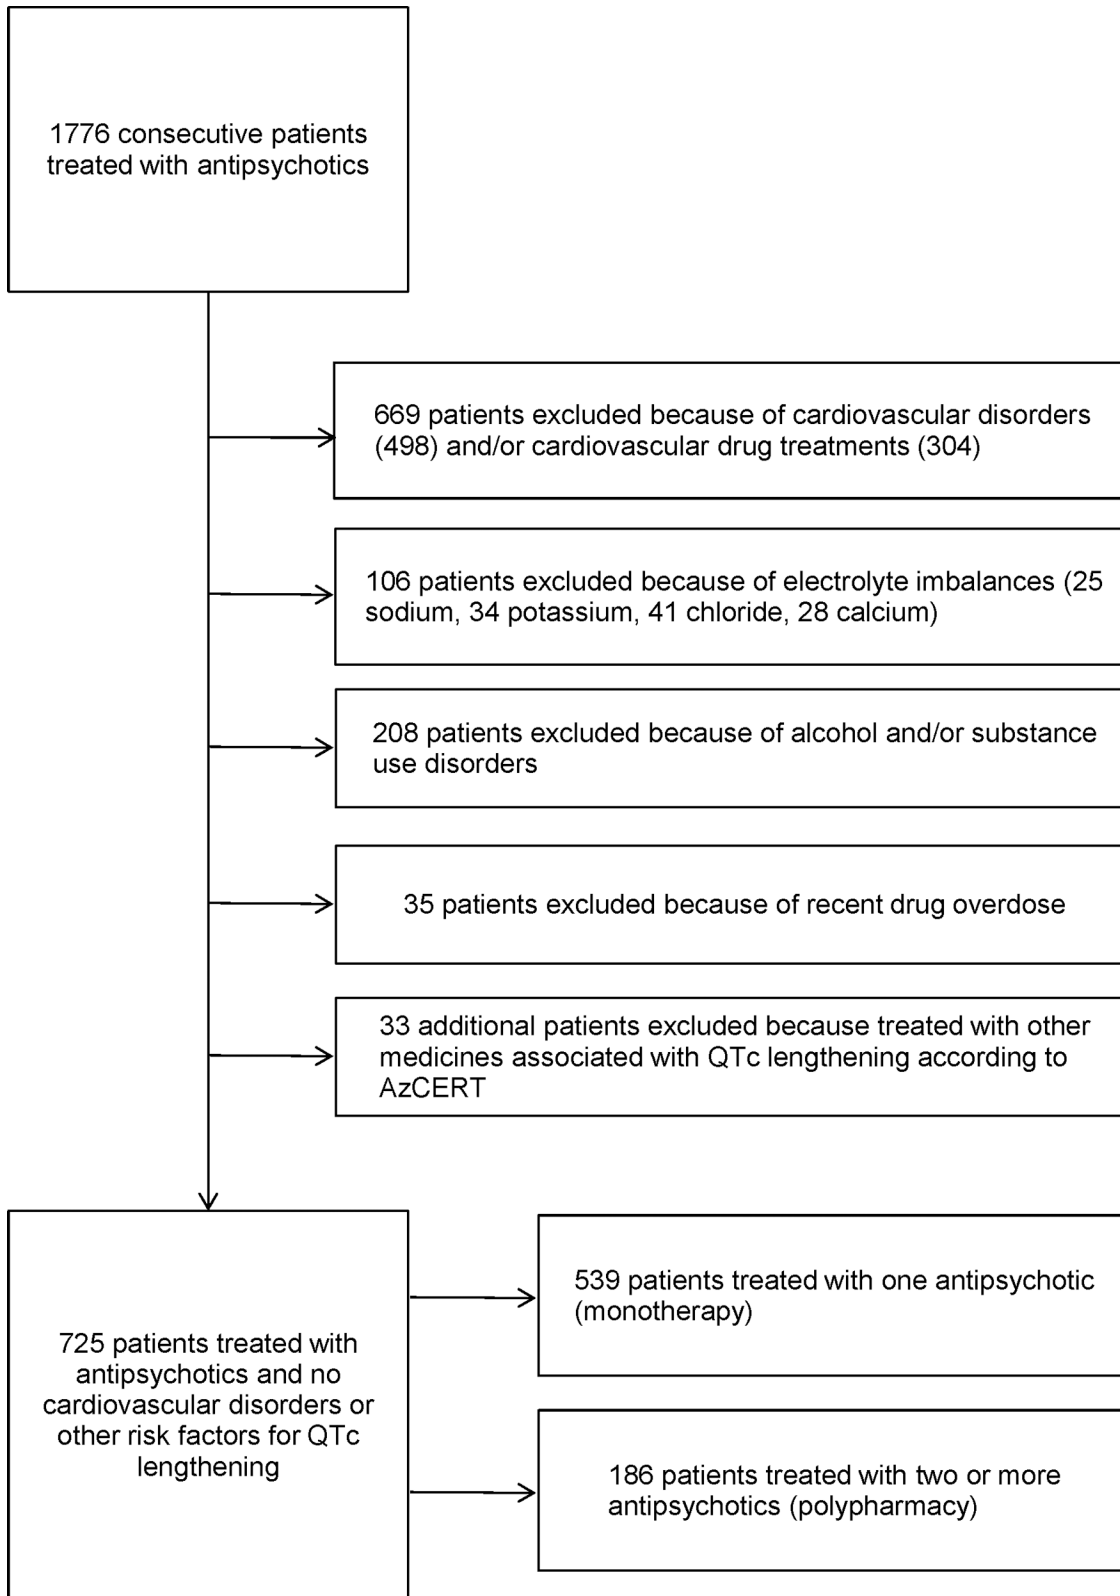 1776 consecutive patients
treated with antipsychotics
669 patients excluded because of cardiovascular disorders
(498) and/or cardiovascular drug treatments (304)
106 patients excluded because of electrolyte imbalances (25
sodium, 34 potassium, 41 chloride, 28 calcium)
208 patients excluded because of alcohol and/or substance
use disorders
35 patients excluded because of recent drug overdose
33 additional patients excluded because treated with other
medicines associated with QTc lengthening according to
AzCERT
725 patients treated with
antipsychotics and no
cardiovascular disorders or
other risk factors for QTc
lengthening
539 patients treated with one antipsychotic
(monotherapy)
186 patients treated with two or more
antipsychotics (polypharmacy)